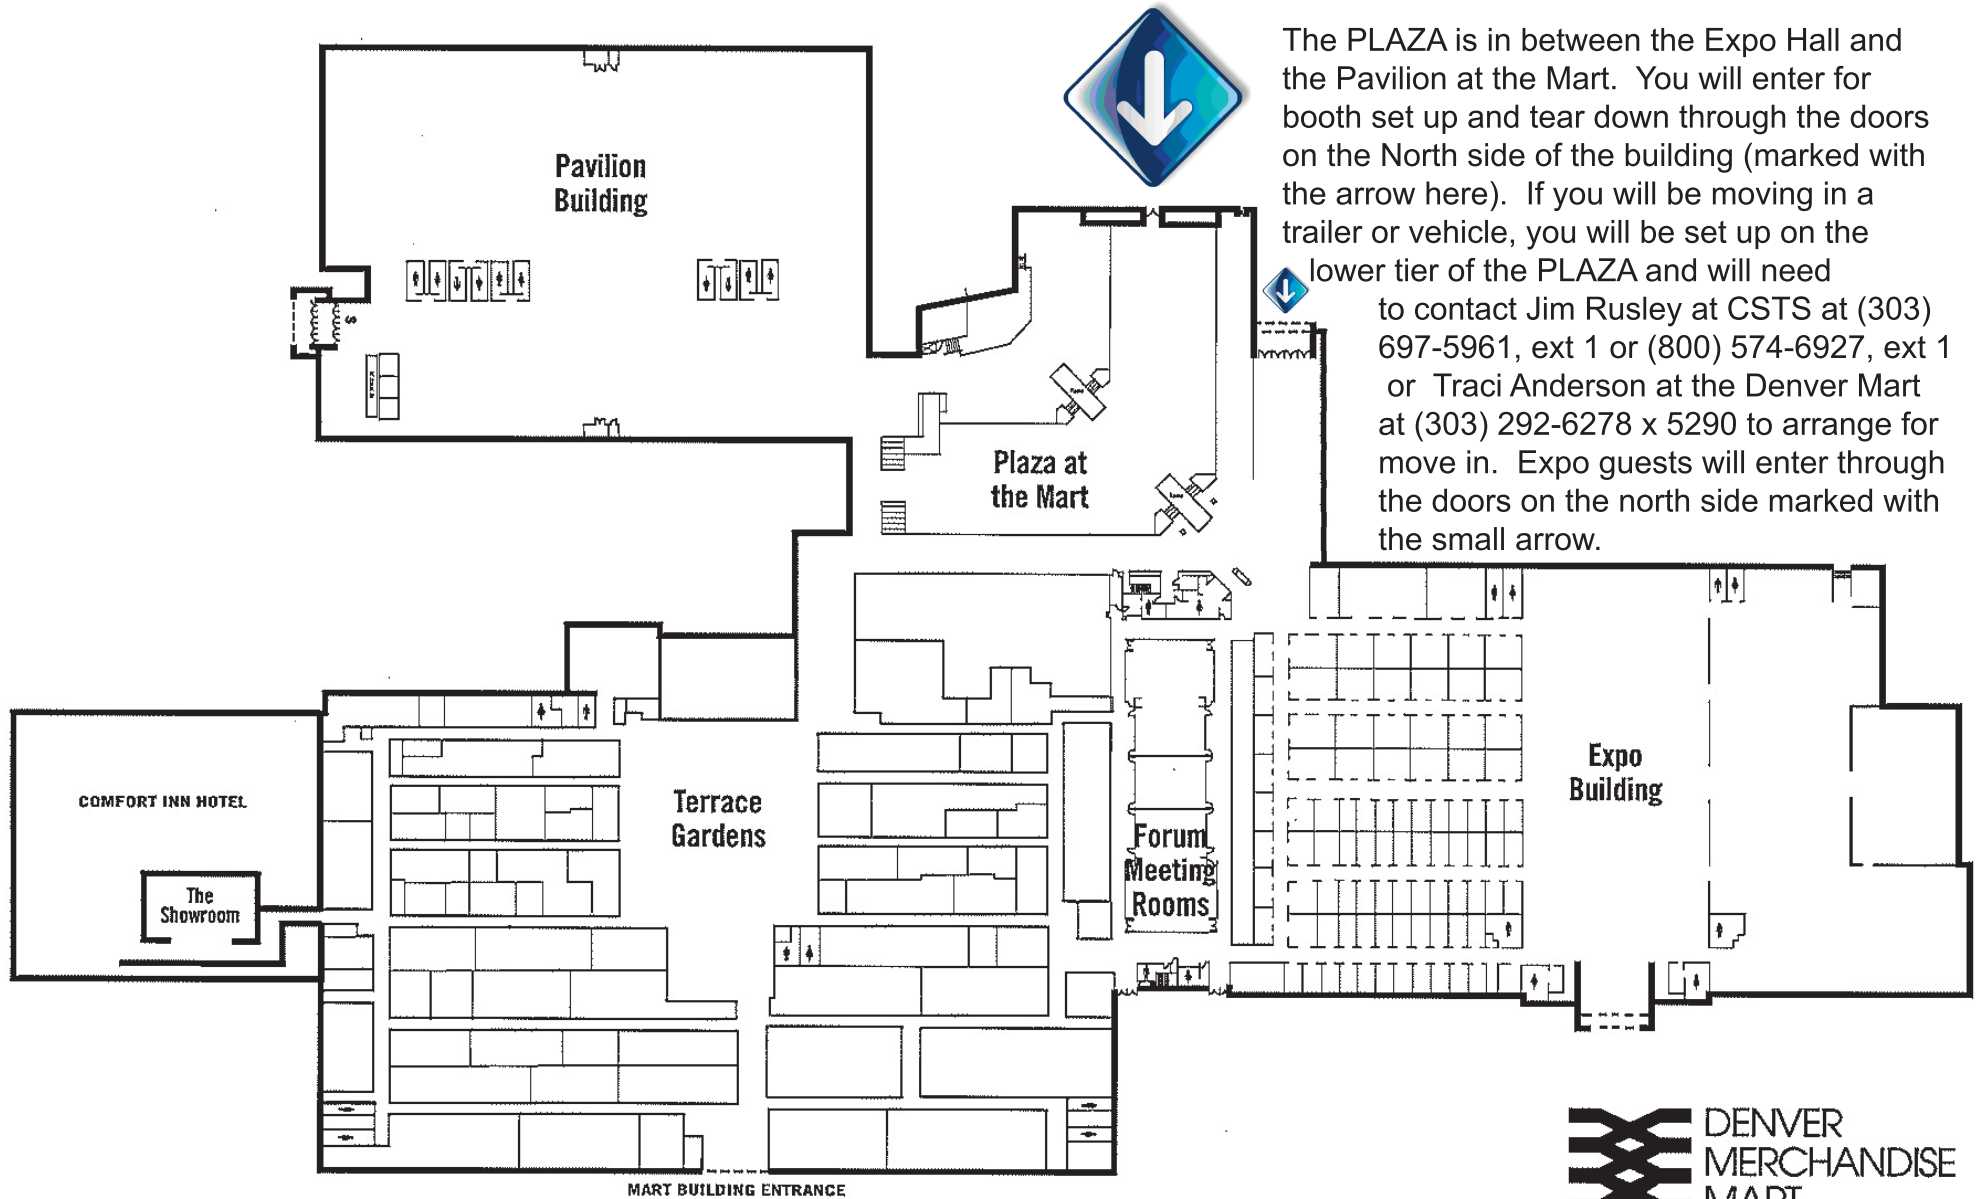 The PLAZA is in between the Expo Hall and
the Pavilion at the Mart. You will enter for
booth set up and tear down through the doors
on the North side of the building (marked with
the arrow here). If you will be moving in a
trailer or vehicle, you will be set up on the
lower tier of the PLAZA and will need
to contact Jim Rusley at CSTS at (303)
697-5961, ext 1 or (800) 574-6927, ext 1
or Traci Anderson at the Denver Mart
at (303) 292-6278 x 5290 to arrange for
move in. Expo guests will enter through
the doors on the north side marked with
the small arrow.
Pavilion
Building
Plaza at
the Mart
Ramp
Ramp
Expo
Building
Terrace
Gardens
Forum
Meeting
Rooms
COMFORT INN HOTEL
The
Showroom
MART BUILDING ENTRANCE
DENVER
MERCHANDISE
MART